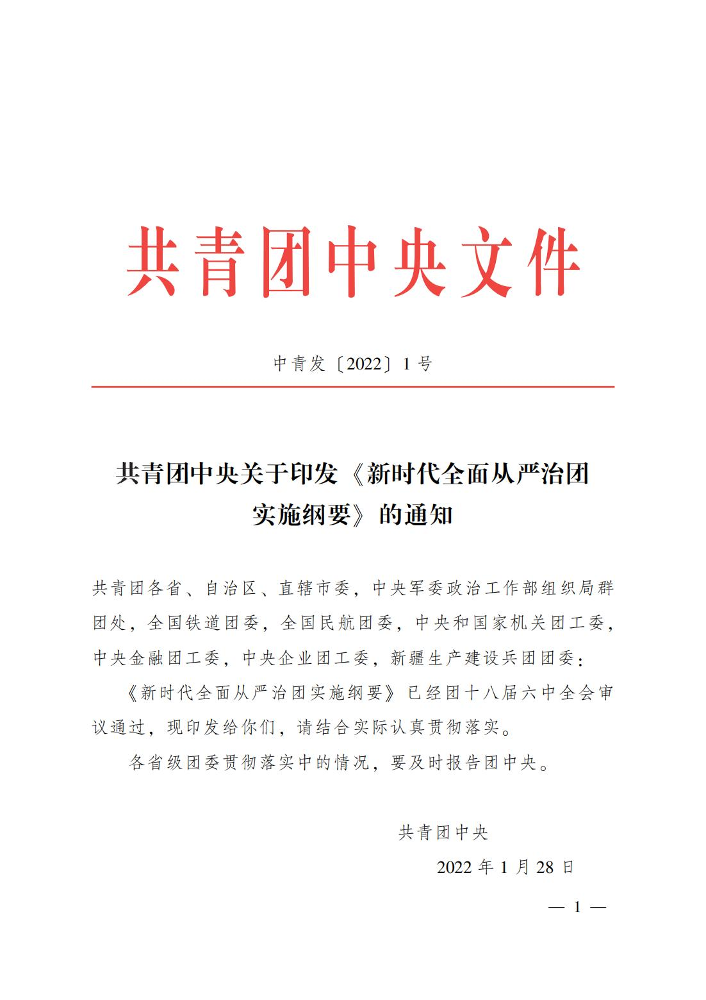 共青团中央文件
中青发〔2022〕1 号
共青团中央关于印发《新时代全面从严治团
实施纲要》的通知
共青团各省、自治区、直辖市委，中央军委政治工作部组织局群
团处，全国铁道团委，全国民航团委，中央和国家机关团工委，
中央金融团工委，中央企业团工委，新疆生产建设兵团团委：
《新时代全面从严治团实施纲要》已经团十八届六中全会审
议通过，现印发给你们，请结合实际认真贯彻落实。
各省级团委贯彻落实中的情况，要及时报告团中央。
共青团中央
2022 年 1 月 28 日
— 1 —